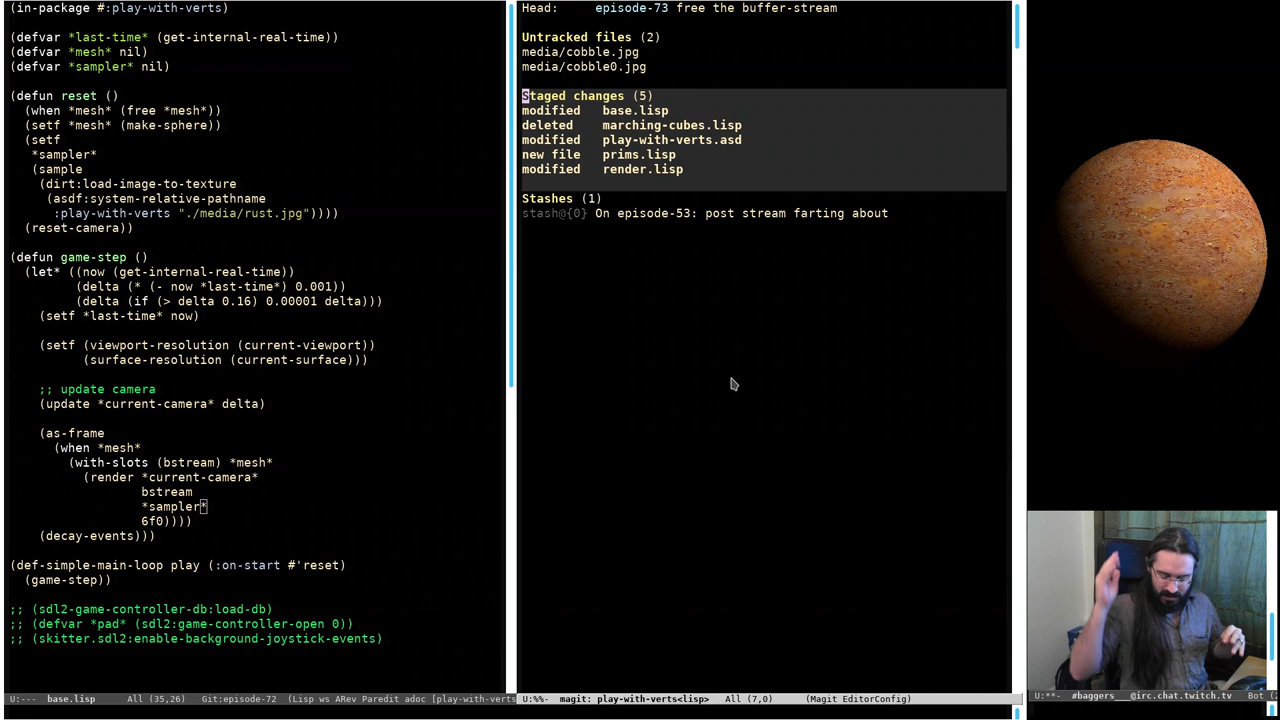 (in-package #:play-with-verts)
(defvar *last-time* (get-internal-real-time))
(defvar *mesh* nil)
(defvar *sampler* nil)
(defun reset ()
  (when *mesh* (free *mesh*))
  (setf *mesh* (make-sphere))
  (setf
   *sampler*
   (sample
    (dirt:load-image-to-texture
     (asdf:system-relative-pathname
      :play-with-verts "./media/rust.jpg"))))
  (reset-camera))
(defun game-step ()
  (let* ((now (get-internal-real-time))
         (delta (* (- now *last-time*) 0.001))
         (delta (if (> delta 0.16) 0.00001 delta)))
    (setf *last-time* now)
    (setf (viewport-resolution (current-viewport))
          (surface-resolution (current-surface)))
    ;; update camera
    (update *current-camera* delta)
    (as-frame
      (when *mesh*
        (with-slots (bstream) *mesh*
          (render *current-camera*
                  bstream
                  *sampler*
                  6f0))))
    (decay-events)))
(def-simple-main-loop play (:on-start #'reset)
  (game-step))
;; (sdl2-game-controller-db:load-db)
;; (defvar *pad* (sdl2:game-controller-open 0))
;; (skitter.sdl2:enable-background-joystick-events)
U:---  base.lisp      All (35,26)    Git:episode-72  (Lisp ws ARev Paredit adoc [play-with-verts
Head:     episode-73 free the buffer-stream
Untracked files (2)
media/cobble.jpg
media/cobble0.jpg
Staged changes (5)
modified   base.lisp
deleted    marching-cubes.lisp
modified   play-with-verts.asd
new file   prims.lisp
modified   render.lisp
Stashes (1)
stash@{0} On episode-53: post stream farting about
U:%%-  magit: play-with-verts<lisp>   All (7,0)     (Magit EditorConfig)
U:**-  #baggers___@irc.chat.twitch.tv   Bot